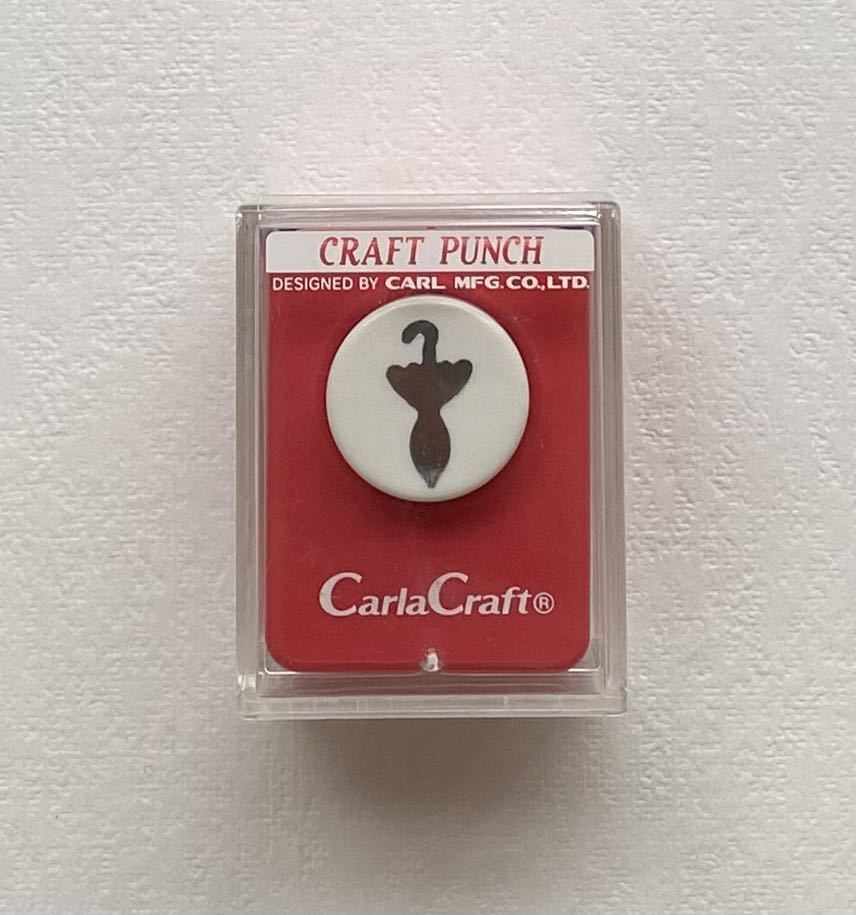 CRAFT PUNCH
DESIGNED BY CARL MFG.CO.,LTD.
CarlaCraft®